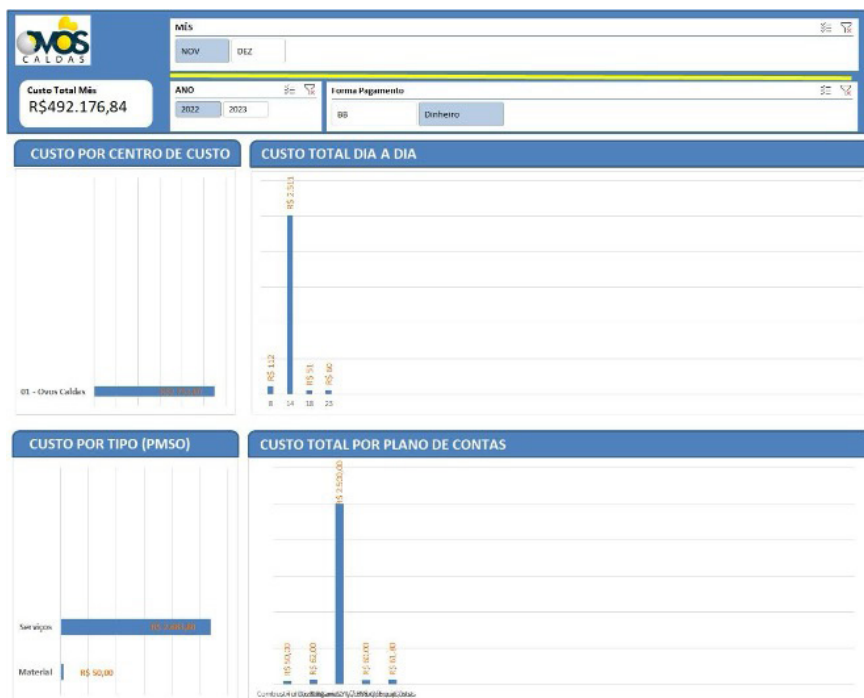 OVOS
CALDAS
MÊS
NOV
DEZ
Custo Total Mês
R$492.176,84
ANO
2022
2023
Forma Pagamento
BB
Dinheiro
CUSTO POR CENTRO DE CUSTO
01 - Ovos Caldas
CUSTO TOTAL DIA A DIA
R$ 112
R$ 2.511
R$ 51
R$ 60
8
14
18
23
CUSTO POR TIPO (PMSO)
Serviços
Material
R$ 50,00
CUSTO TOTAL POR PLANO DE CONTAS
R$ 50,00
R$ 62,00
R$ 2.500,00
R$ 60,00
R$ 61,80